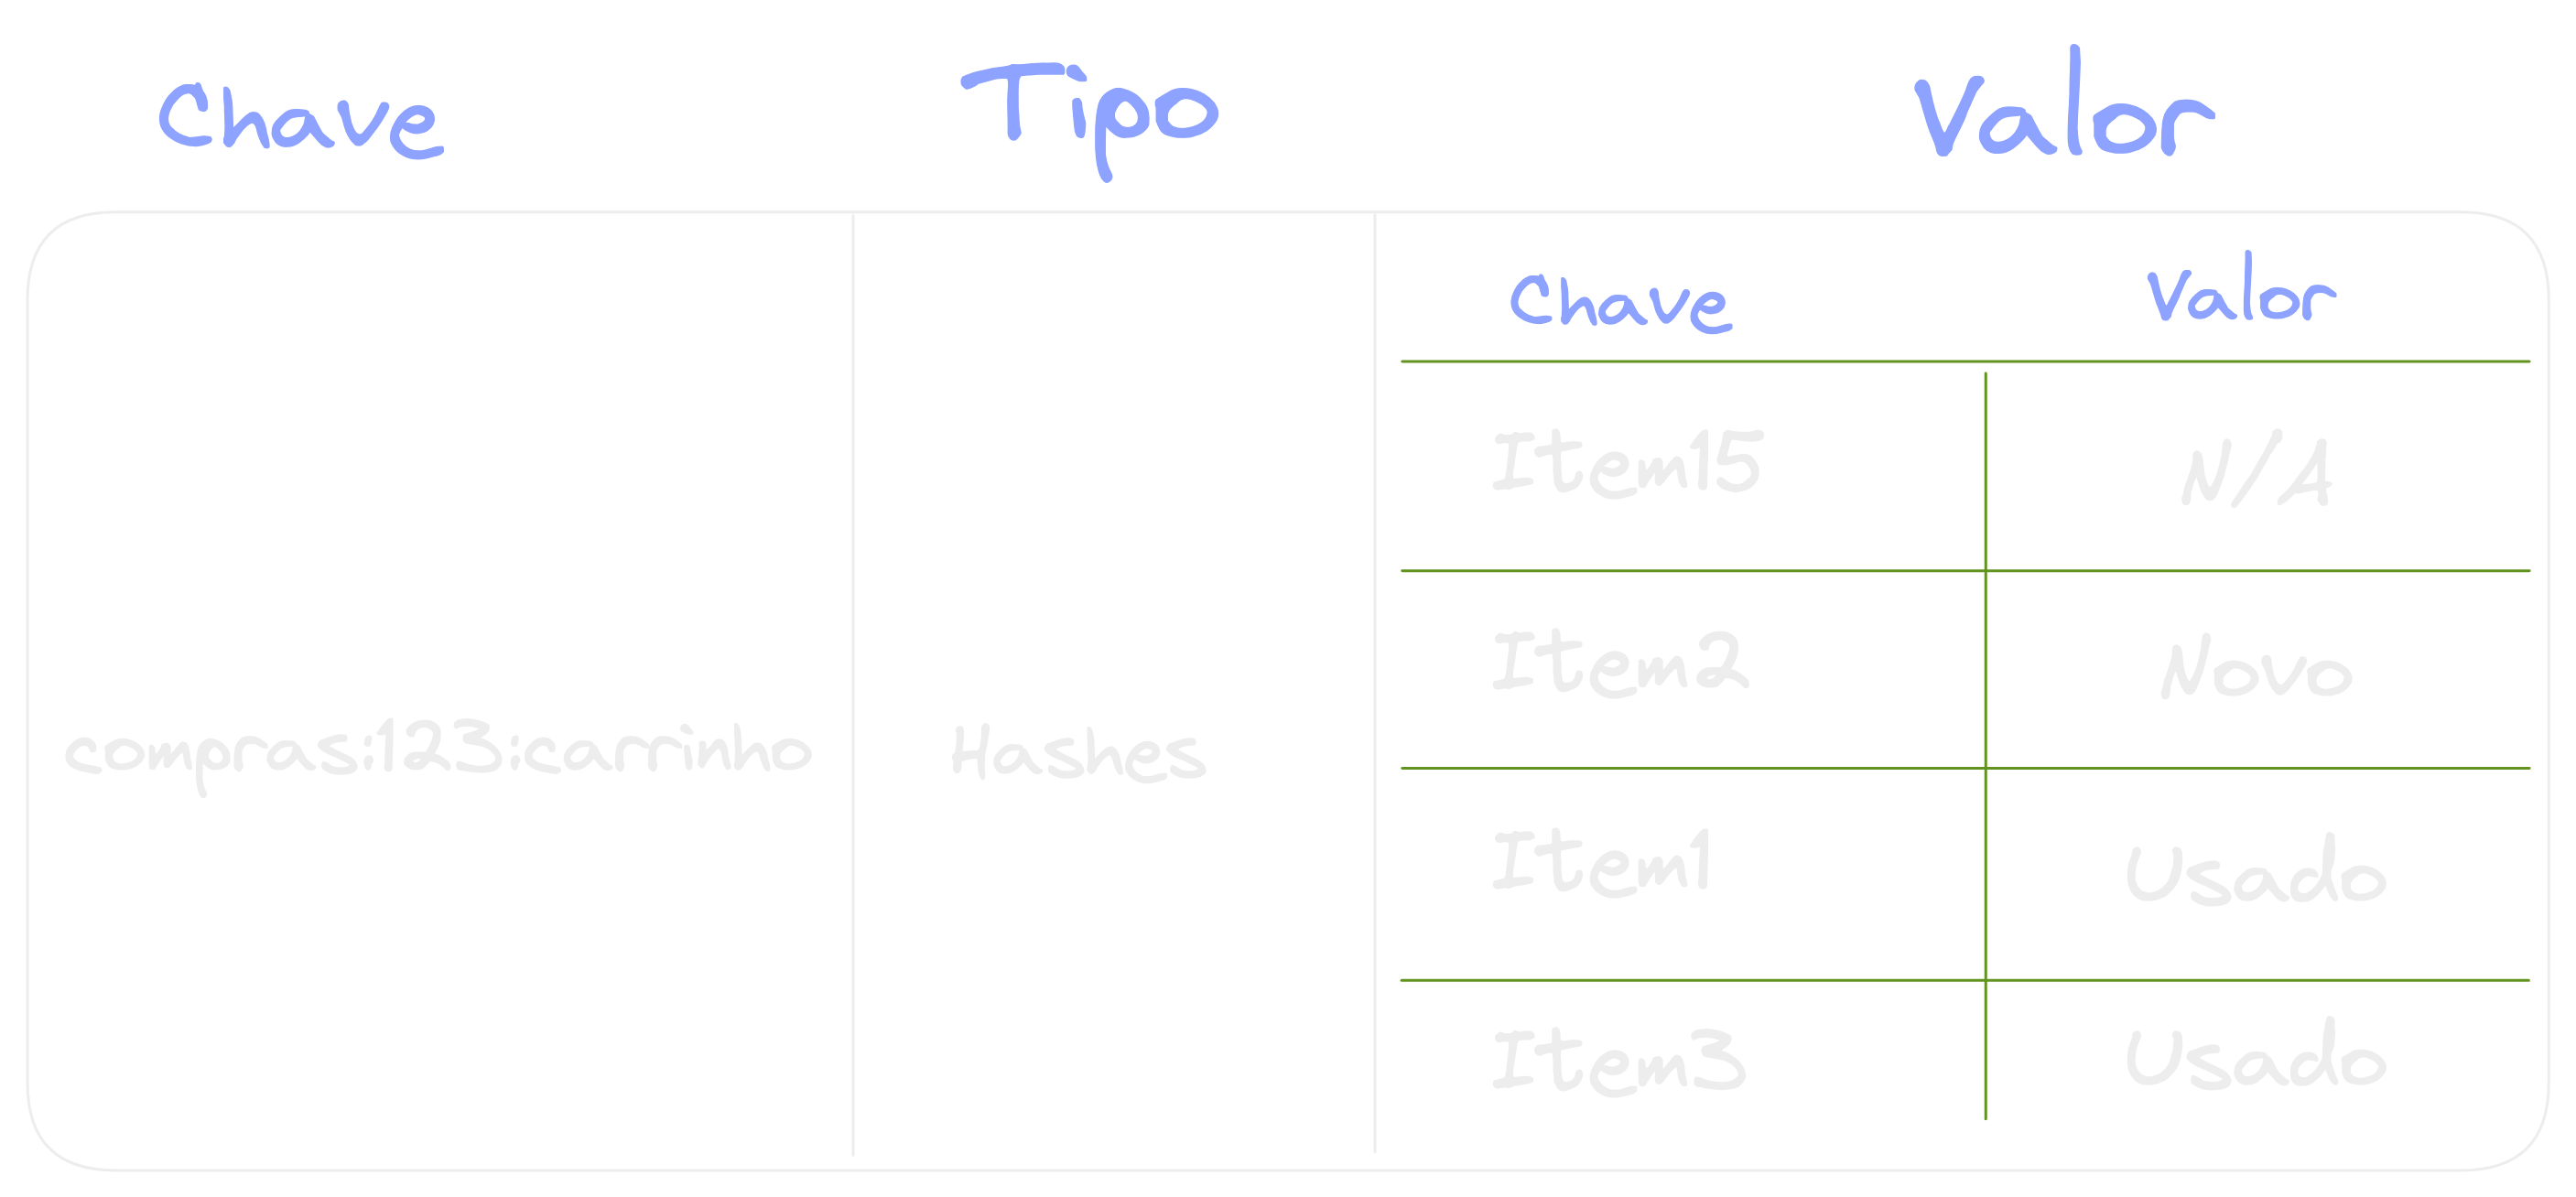 Chave Tipo Valor
Chave Valor
Item15 N/A
Item2 Novo
compras:123:carrinho Hashes
Item1 Usado
Item3 Usado